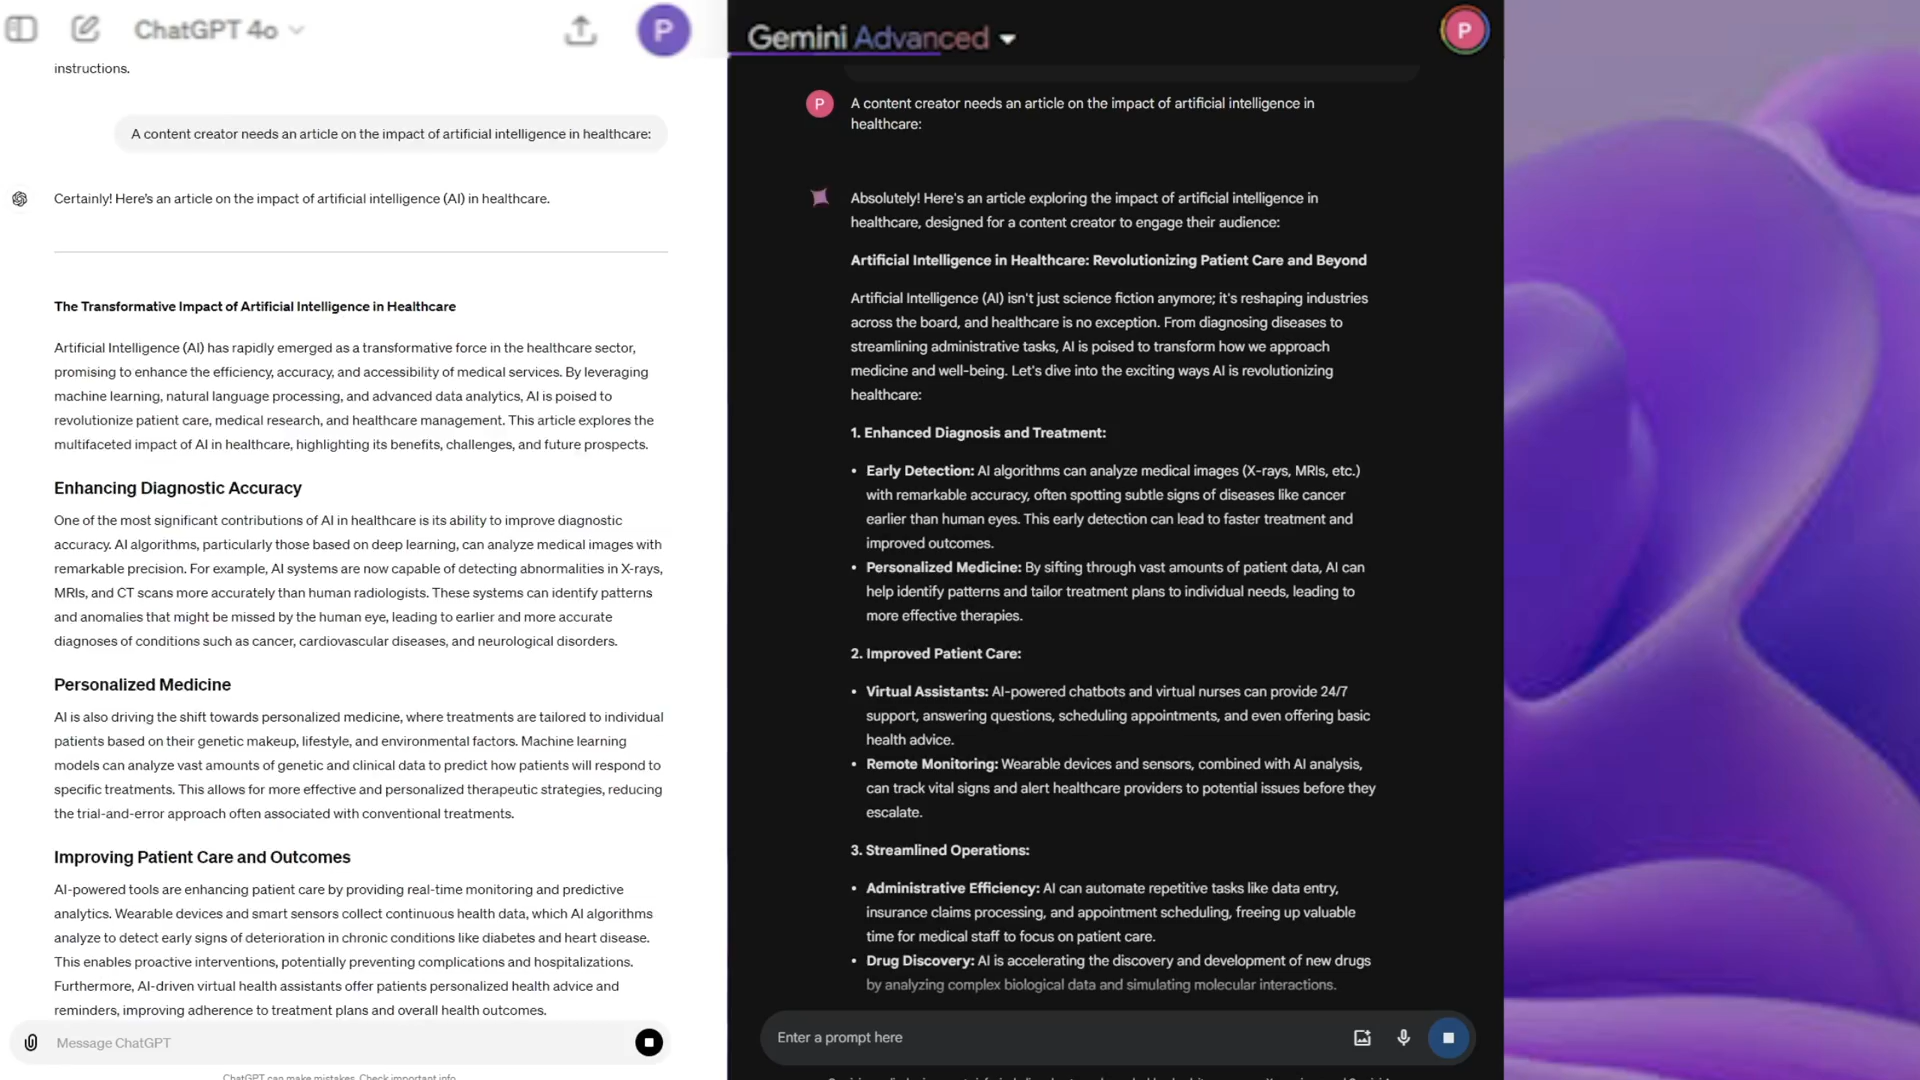 ChatGPT 4o
P
instructions.
A content creator needs an article on the impact of artificial intelligence in healthcare:
Certainly! Here's an article on the impact of artificial intelligence (AI) in healthcare.
The Transformative Impact of Artificial Intelligence in Healthcare
Artificial Intelligence (AI) has rapidly emerged as a transformative force in the healthcare sector,
promising to enhance the efficiency, accuracy, and accessibility of medical services. By leveraging
machine learning, natural language processing, and advanced data analytics, AI is poised to
revolutionize patient care, medical research, and healthcare management. This article explores the
multifaceted impact of AI in healthcare, highlighting its benefits, challenges, and future prospects.
Enhancing Diagnostic Accuracy
One of the most significant contributions of AI in healthcare is its ability to improve diagnostic
accuracy. AI algorithms, particularly those based on deep learning, can analyze medical images with
remarkable precision. For example, AI systems are now capable of detecting abnormalities in X-rays,
MRIs, and CT scans more accurately than human radiologists. These systems can identify patterns
and anomalies that might be missed by the human eye, leading to earlier and more accurate
diagnoses of conditions such as cancer, cardiovascular diseases, and neurological disorders.
Personalized Medicine
AI is also driving the shift towards personalized medicine, where treatments are tailored to individual
patients based on their genetic makeup, lifestyle, and environmental factors. Machine learning
models can analyze vast amounts of genetic and clinical data to predict how patients will respond to
specific treatments. This allows for more effective and personalized therapeutic strategies, reducing
the trial-and-error approach often associated with conventional treatments.
Improving Patient Care and Outcomes
AI-powered tools are enhancing patient care by providing real-time monitoring and predictive
analytics. Wearable devices and smart sensors collect continuous health data, which AI algorithms
analyze to detect early signs of deterioration in chronic conditions like diabetes and heart disease.
This enables proactive interventions, potentially preventing complications and hospitalizations.
Furthermore, AI-driven virtual health assistants offer patients personalized health advice and
reminders, improving adherence to treatment plans and overall health outcomes.
Message ChatGPT
ChatGPT can make mistakes. Check important info.
Gemini Advanced
P
P
A content creator needs an article on the impact of artificial intelligence in
healthcare:
Absolutely! Here's an article exploring the impact of artificial intelligence in
healthcare, designed for a content creator to engage their audience:
Artificial Intelligence in Healthcare: Revolutionizing Patient Care and Beyond
Artificial Intelligence (AI) isn't just science fiction anymore; it's reshaping industries
across the board, and healthcare is no exception. From diagnosing diseases to
streamlining administrative tasks, AI is poised to transform how we approach
medicine and well-being. Let's dive into the exciting ways AI is revolutionizing
healthcare:
1. Enhanced Diagnosis and Treatment:
• Early Detection: AI algorithms can analyze medical images (X-rays, MRIs, etc.)
with remarkable accuracy, often spotting subtle signs of diseases like cancer
earlier than human eyes. This early detection can lead to faster treatment and
improved outcomes.
• Personalized Medicine: By sifting through vast amounts of patient data, AI can
help identify patterns and tailor treatment plans to individual needs, leading to
more effective therapies.
2. Improved Patient Care:
• Virtual Assistants: AI-powered chatbots and virtual nurses can provide 24/7
support, answering questions, scheduling appointments, and even offering basic
health advice.
• Remote Monitoring: Wearable devices and sensors, combined with AI analysis,
can track vital signs and alert healthcare providers to potential issues before they
escalate.
3. Streamlined Operations:
• Administrative Efficiency: AI can automate repetitive tasks like data entry,
insurance claims processing, and appointment scheduling, freeing up valuable
time for medical staff to focus on patient care.
• Drug Discovery: AI is accelerating the discovery and development of new drugs
by analyzing complex biological data and simulating molecular interactions.
Enter a prompt here